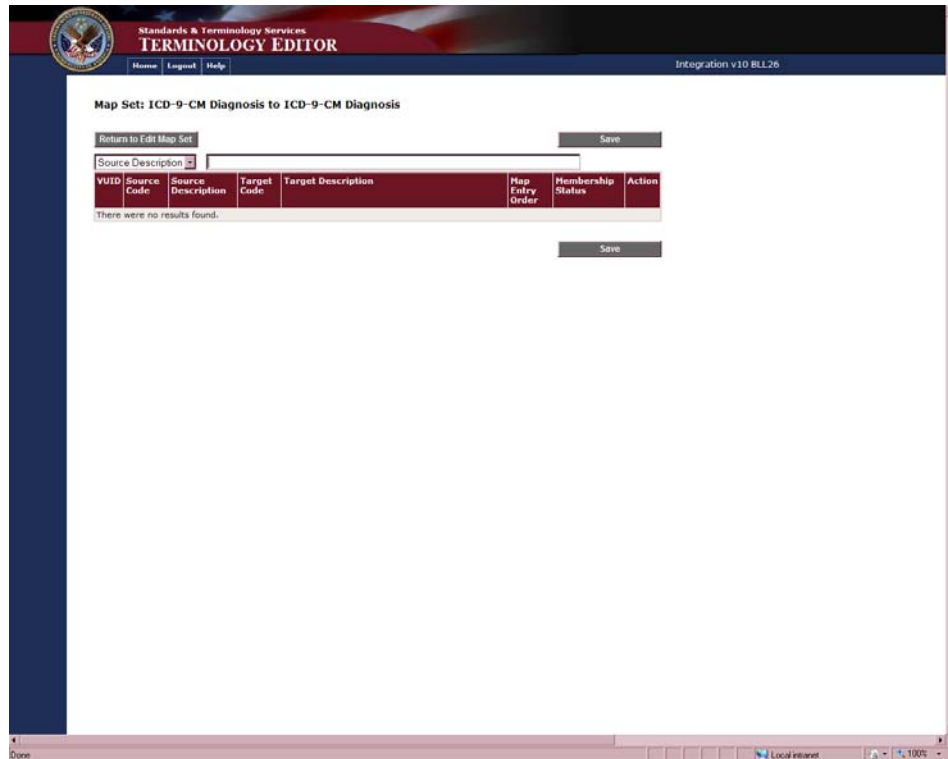 Standards & Terminology Services
TERMINOLOGY EDITOR
Home Logout Help Integration v10 BLL26
Map Set: ICD-9-CM Diagnosis to ICD-9-CM Diagnosis
Return to Edit Map Set Save
Source Description
VUID Source Code Source Description Target Code Target Description Map Entry Order Membership Status Action
There were no results found.
Save
Done Local intranet 100%